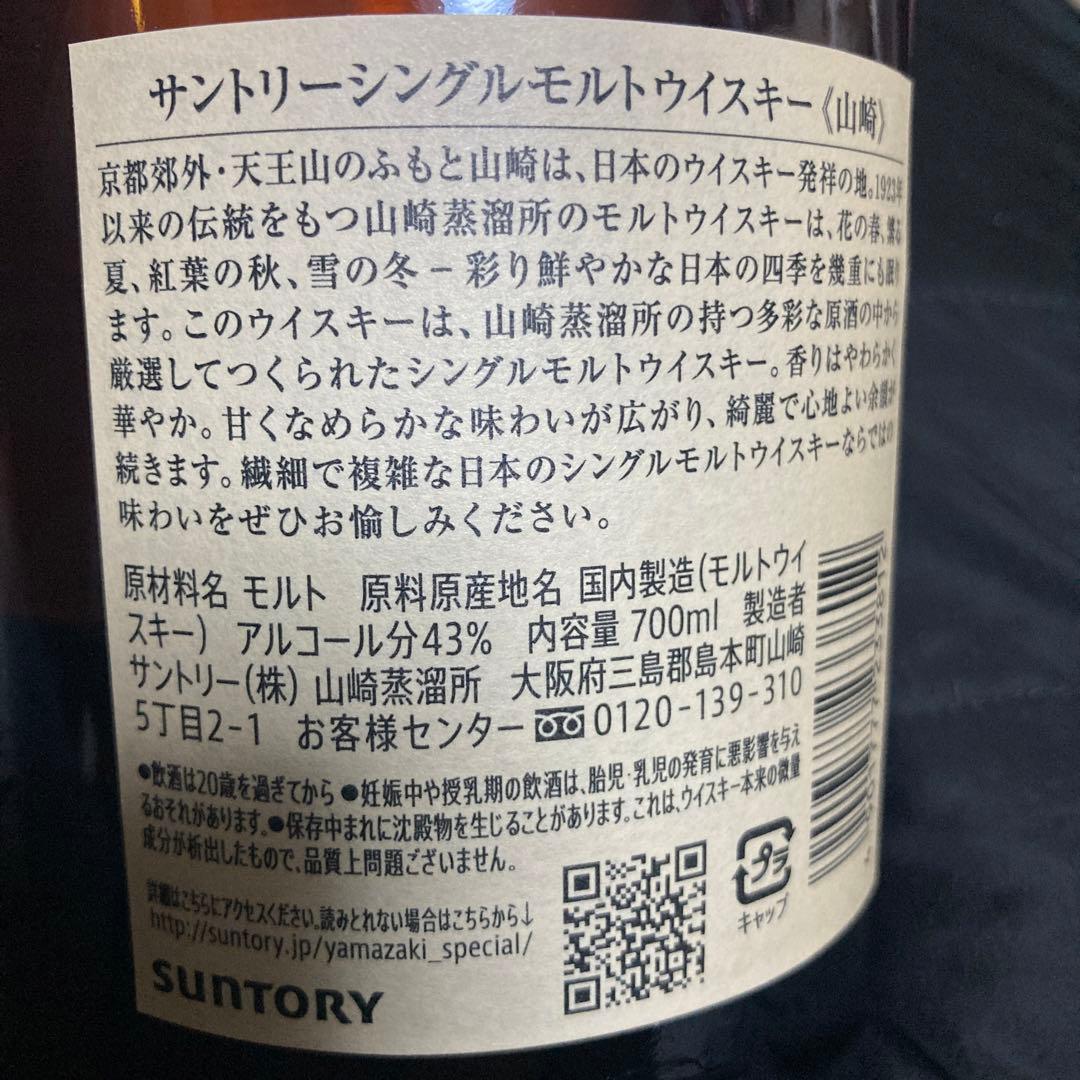 サントリーシングルモルトウイスキー《山崎》
京都郊外・天王山のふもと山崎は、日本のウイスキー発祥の地。1923年
以来の伝統をもつ山崎蒸溜所のモルトウイスキーは、花の春、薫る
夏、紅葉の秋、雪の冬－彩り鮮やかな日本の四季を幾重にも眠り
ます。このウイスキーは、山崎蒸溜所の持つ多彩な原酒の中から
厳選してつくられたシングルモルトウイスキー。香りはやわらかく
華やか。甘くなめらかな味わいが広がり、綺麗で心地よい余韻が
続きます。繊細で複雑な日本のシングルモルトウイスキーならではの
味わいをぜひお愉しみください。
原材料名 モルト　原料原産地名 国内製造(モルトウイ
スキー)　アルコール分43%　内容量 700ml　製造者
サントリー(株) 山崎蒸溜所　大阪府三島郡島本町山崎
5丁目2-1　お客様センター 0120-139-310
●飲酒は20歳を過ぎてから ●妊娠中や授乳期の飲酒は、胎児・乳児の発育に悪影響を与え
るおそれがあります。●保存中まれに沈殿物を生じることがあります。これは、ウイスキー本来の微量
成分が析出したもので、品質上問題ございません。
詳細はこちらにアクセスください。読みとれない場合はこちらから↓
http://suntory.jp/yamazaki_special/
プラ
キャップ
SUNTORY